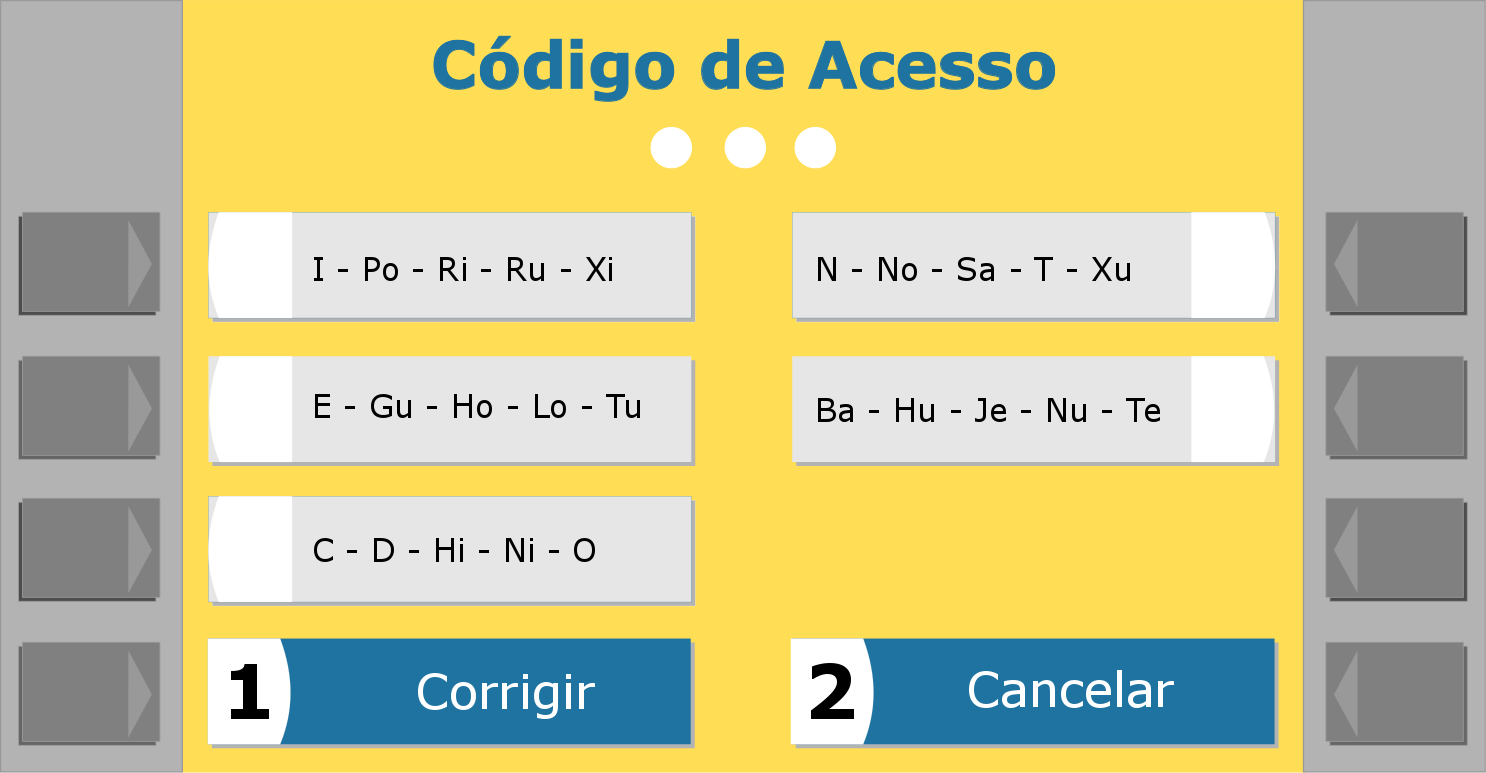 Código de Acesso
I - Po - Ri - Ru - Xi
N - No - Sa - T - Xu
E - Gu - Ho - Lo - Tu
Ba - Hu - Je - Nu - Te
C - D - Hi - Ni - O
1 Corrigir
2 Cancelar